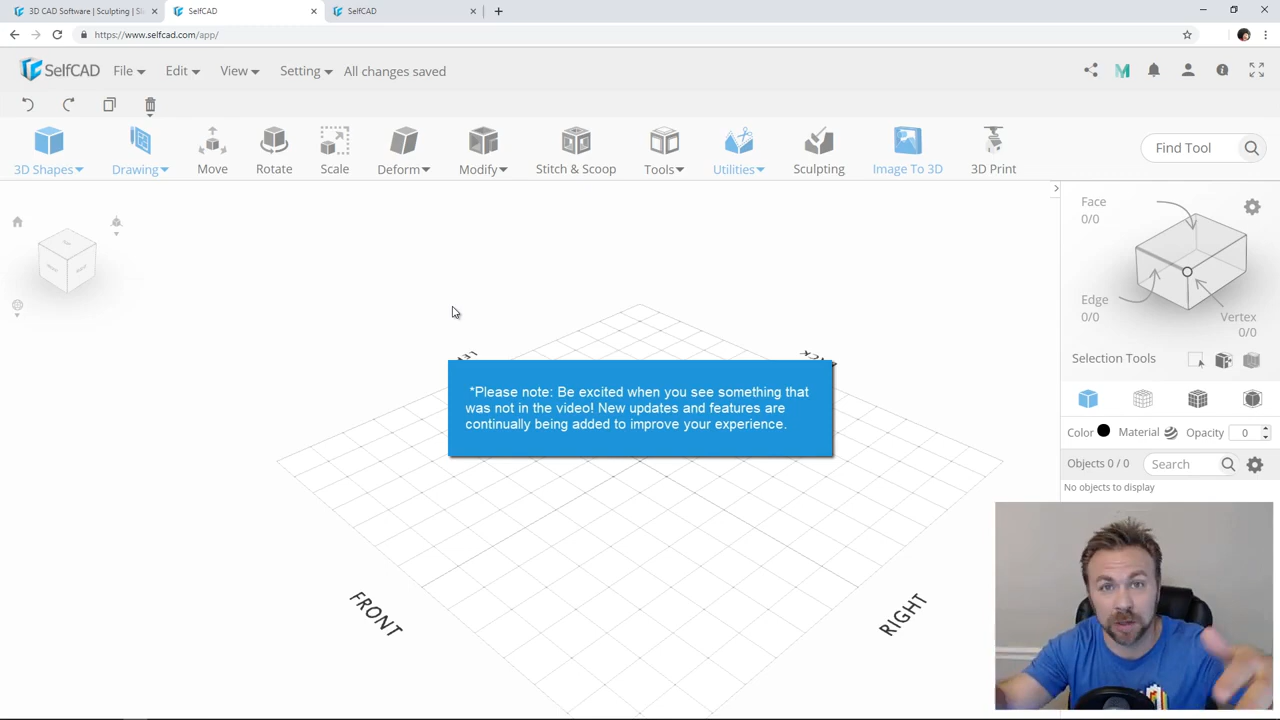 3D CAD Software | Sculpting | Sl
SelfCAD
SelfCAD
https://www.selfcad.com/app/
SelfCAD
File
Edit
View
Setting
All changes saved
3D Shapes
Drawing
Move
Rotate
Scale
Deform
Modify
Stitch & Scoop
Tools
Utilities
Sculpting
Image To 3D
3D Print
Find Tool
Face
0/0
Edge
0/0
Vertex
0/0
Selection Tools
Color
Material
Opacity
0
Objects 0 / 0
Search
No objects to display
*Please note: Be excited when you see something that
was not in the video! New updates and features are
continually being added to improve your experience.
FRONT
RIGHT